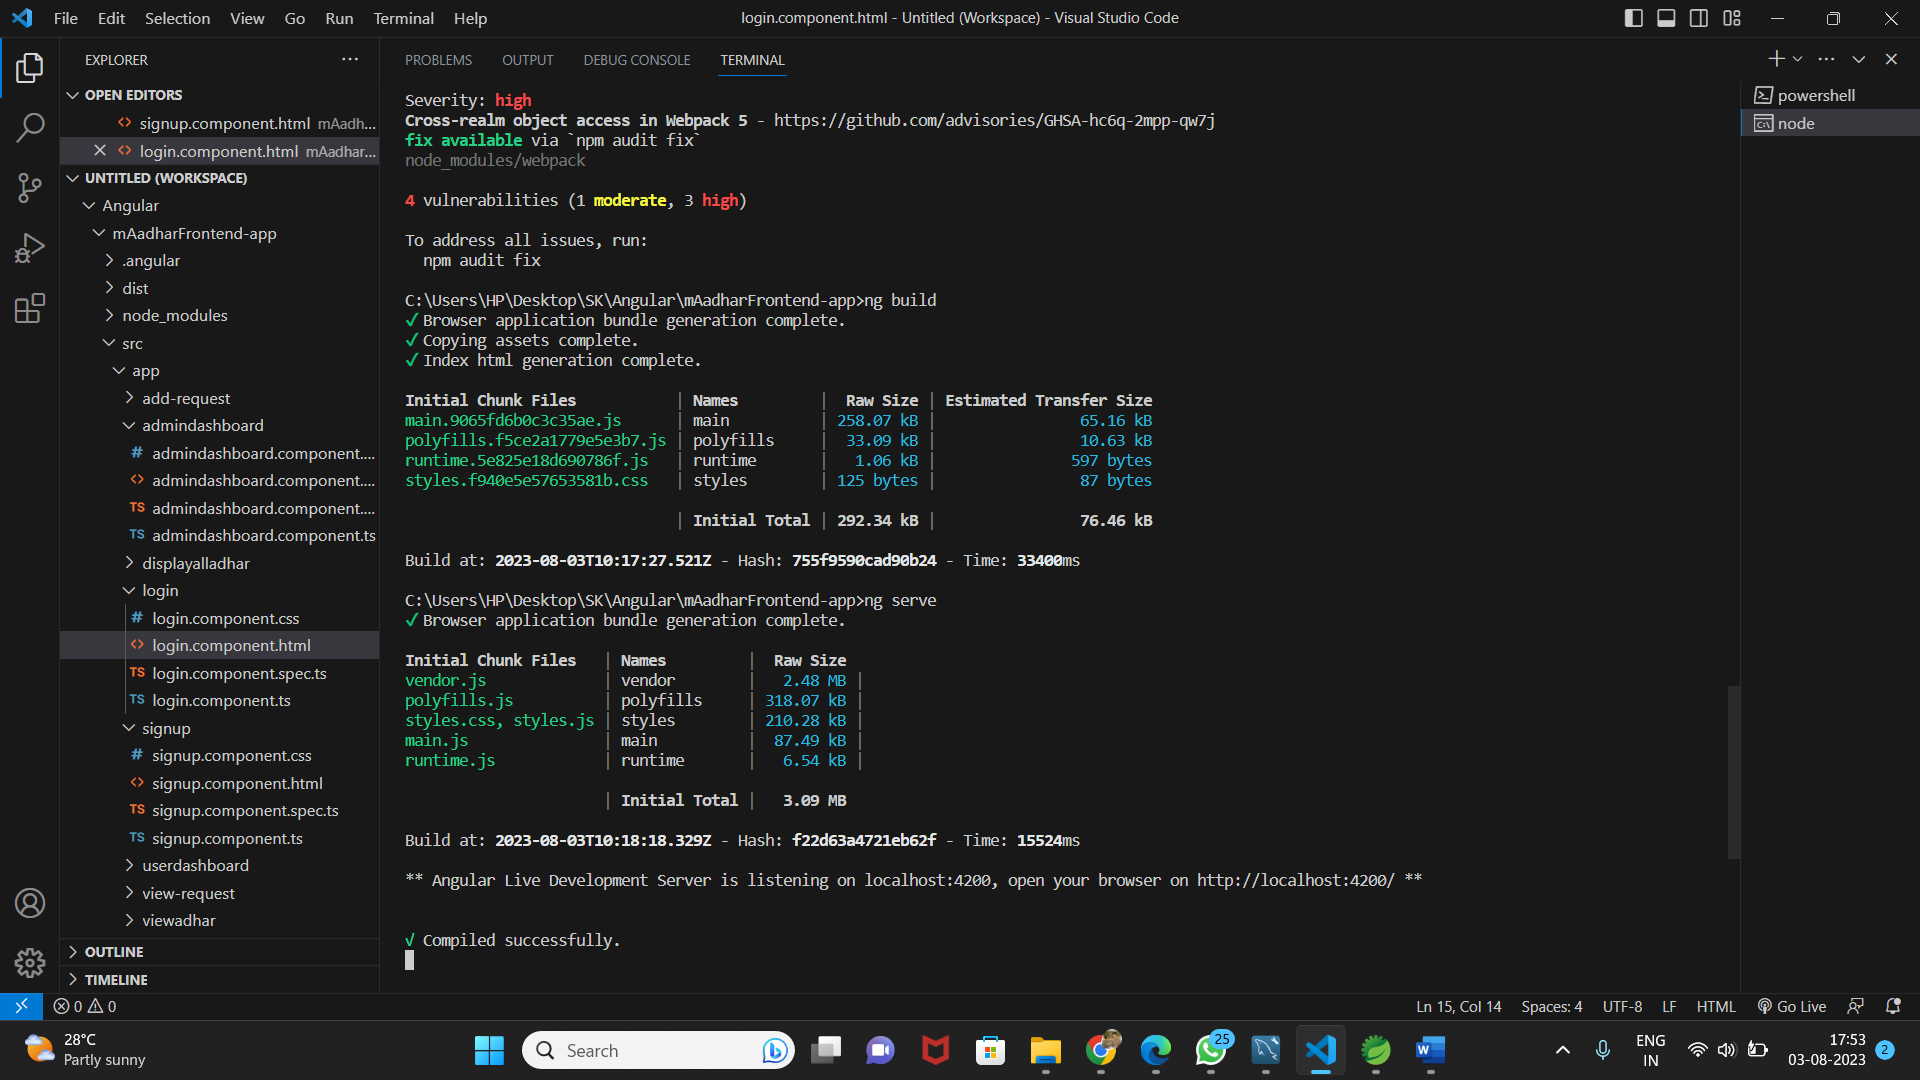 File Edit Selection View Go Run Terminal Help
login.component.html - Untitled (Workspace) - Visual Studio Code
EXPLORER
OPEN EDITORS
signup.component.html mAadh...
login.component.html mAadhar...
UNTITLED (WORKSPACE)
Angular
mAadharFrontend-app
.angular
dist
node_modules
src
app
add-request
admindashboard
# admindashboard.component....
<> admindashboard.component....
TS admindashboard.component....
TS admindashboard.component.ts
displayalladhar
login
# login.component.css
<> login.component.html
TS login.component.spec.ts
TS login.component.ts
signup
# signup.component.css
<> signup.component.html
TS signup.component.spec.ts
TS signup.component.ts
userdashboard
view-request
viewadhar
OUTLINE
TIMELINE
PROBLEMS OUTPUT DEBUG CONSOLE TERMINAL
Severity: high
Cross-realm object access in Webpack 5 - https://github.com/advisories/GHSA-hc6q-2mpp-qw7j
fix available via `npm audit fix`
node_modules/webpack
4 vulnerabilities (1 moderate, 3 high)
To address all issues, run:
npm audit fix
C:\Users\HP\Desktop\SK\Angular\mAadharFrontend-app>ng build
✓ Browser application bundle generation complete.
✓ Copying assets complete.
✓ Index html generation complete.
Initial Chunk Files | Names | Raw Size | Estimated Transfer Size
main.9065fd6b0c3c35ae.js | main | 258.07 kB | 65.16 kB
polyfills.f5ce2a1779e5e3b7.js | polyfills | 33.09 kB | 10.63 kB
runtime.5e825e18d690786f.js | runtime | 1.06 kB | 597 bytes
styles.f940e5e57653581b.css | styles | 125 bytes | 87 bytes
| Initial Total | 292.34 kB | 76.46 kB
Build at: 2023-08-03T10:17:27.521Z - Hash: 755f9590cad90b24 - Time: 33400ms
C:\Users\HP\Desktop\SK\Angular\mAadharFrontend-app>ng serve
✓ Browser application bundle generation complete.
Initial Chunk Files | Names | Raw Size
vendor.js | vendor | 2.48 MB |
polyfills.js | polyfills | 318.07 kB |
styles.css, styles.js | styles | 210.28 kB |
main.js | main | 87.49 kB |
runtime.js | runtime | 6.54 kB |
| Initial Total | 3.09 MB
Build at: 2023-08-03T10:18:18.329Z - Hash: f22d63a4721eb62f - Time: 15524ms
** Angular Live Development Server is listening on localhost:4200, open your browser on http://localhost:4200/ **
√ Compiled successfully.
powershell
node
0 0
Ln 15, Col 14 Spaces: 4 UTF-8 LF HTML Go Live
28°C
Partly sunny
Search
25
ENG
IN
17:53
03-08-2023
2